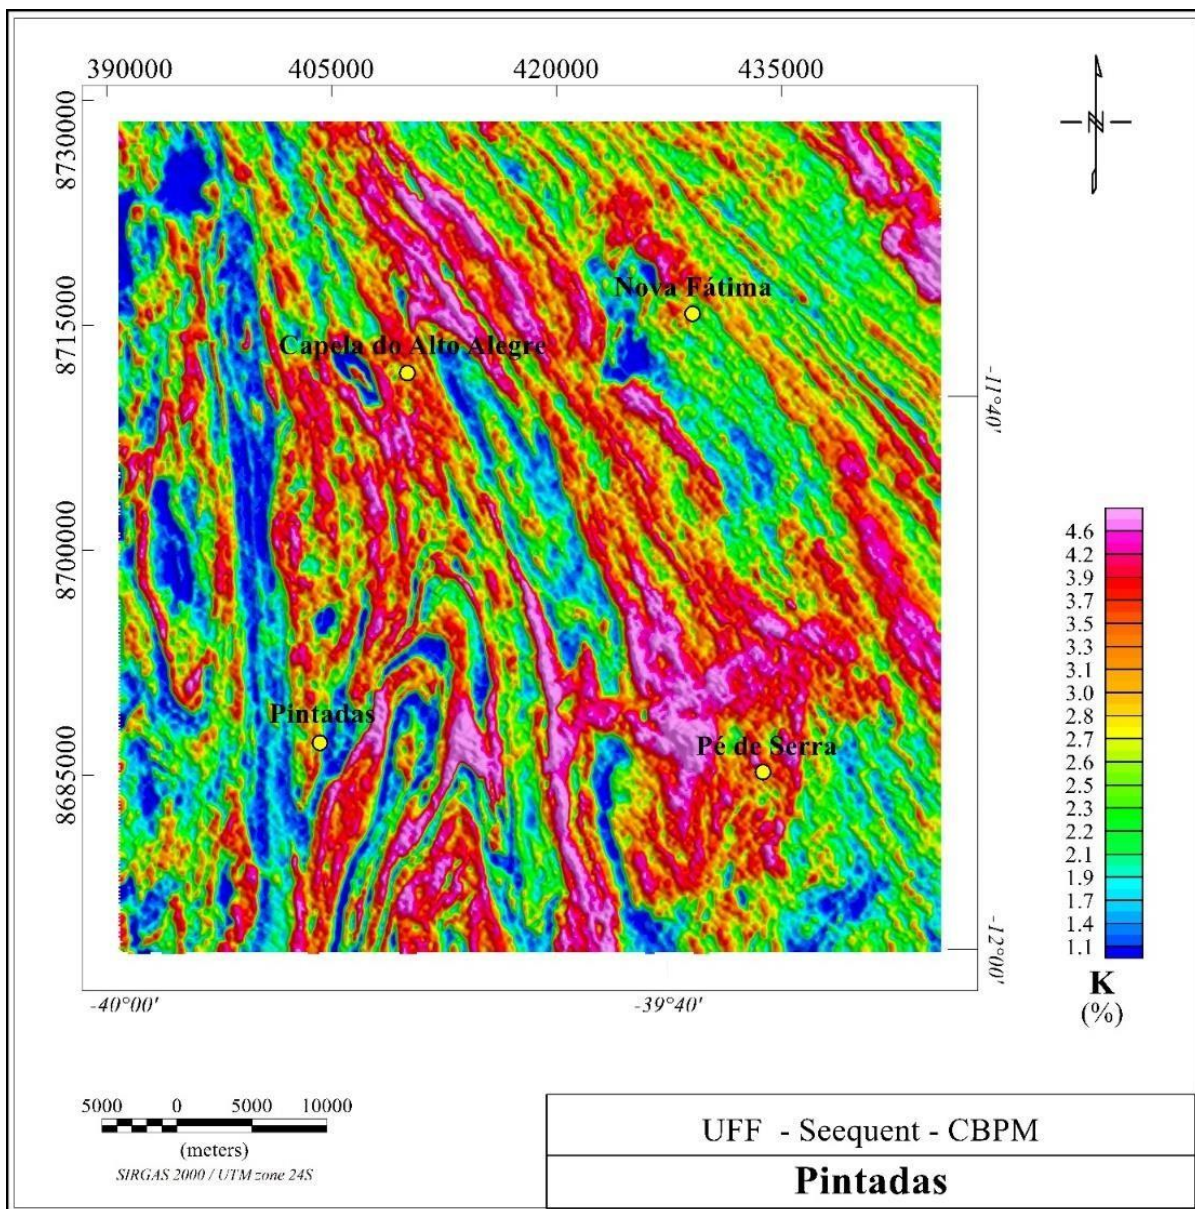 390000 405000 420000 435000
8730000
8715000
8700000
8685000
N
Nova Fátima
Capela do Alto Alegre
Pintadas
Pé de Serra
-11°40'
-12°00'
-40°00' -39°40'
4.6
4.2
3.9
3.7
3.5
3.3
3.1
3.0
2.8
2.7
2.6
2.5
2.3
2.2
2.1
1.9
1.7
1.4
1.1
K
(%)
5000 0 5000 10000
(meters)
SIRGAS 2000 / UTM zone 24S
UFF - Seequent - CBPM
Pintadas